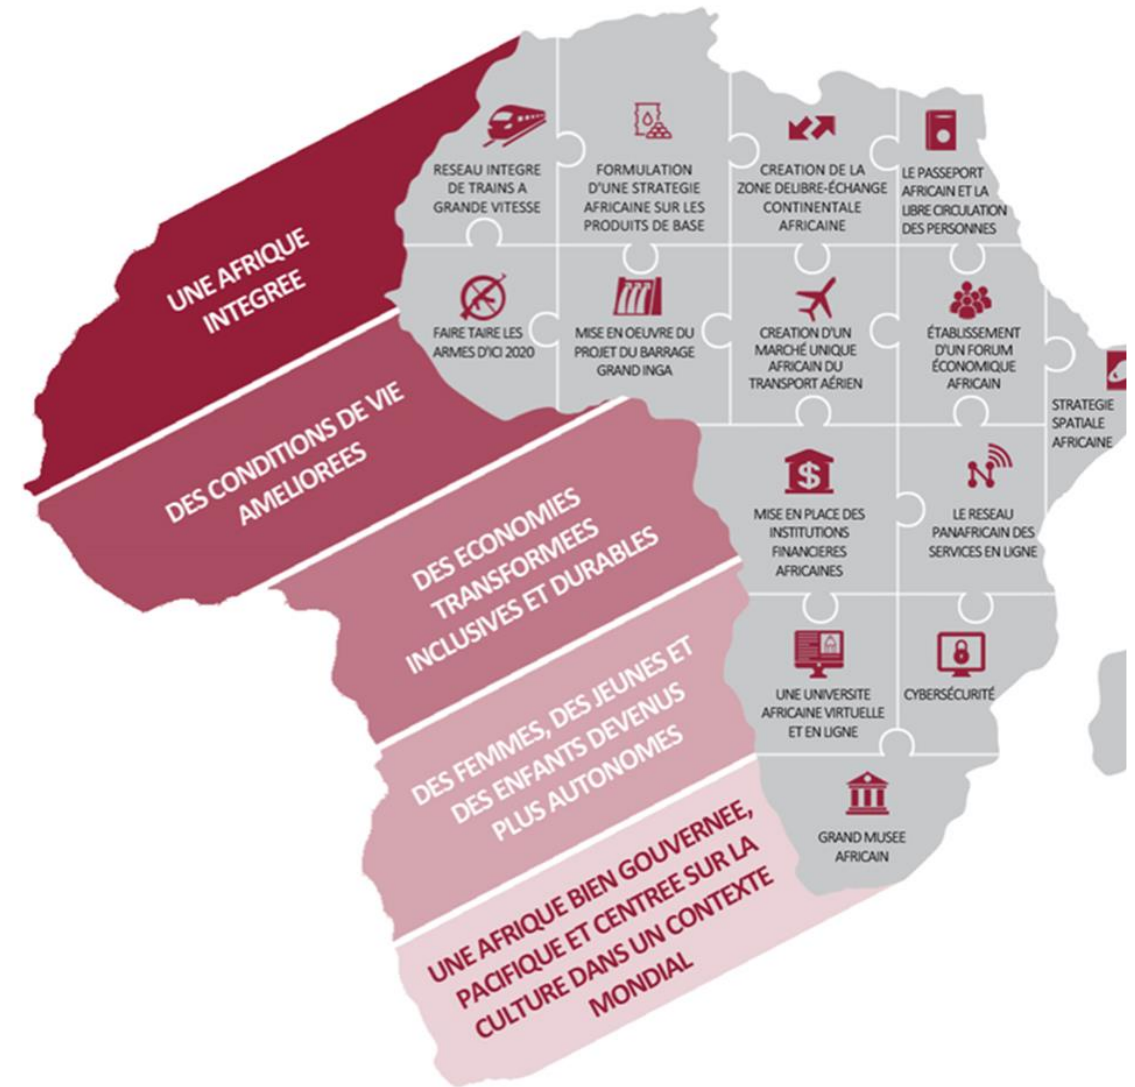 UNE AFRIQUE
INTEGREE
DES CONDITIONS DE VIE
AMELIOREES
DES ECONOMIES
TRANSFORMEES
INCLUSIVES ET DURABLES
DES FEMMES, DES JEUNES ET
DES ENFANTS DEVENUS
PLUS AUTONOMES
UNE AFRIQUE BIEN GOUVERNEE,
PACIFIQUE ET CENTREE SUR LA
CULTURE DANS UN CONTEXTE
MONDIAL
RESEAU INTEGRE
DE TRAINS A
GRANDE VITESSE
FORMULATION
D'UNE STRATEGIE
AFRICAINE SUR LES
PRODUITS DE BASE
CREATION DE LA
ZONE DELIBRE-ÉCHANGE
CONTINENTALE
AFRICAINE
LE PASSEPORT
AFRICAIN ET LA
LIBRE CIRCULATION
DES PERSONNES
FAIRE TAIRE LES
ARMES D'ICI 2020
MISE EN OEUVRE DU
PROJET DU BARRAGE
GRAND INGA
CREATION D'UN
MARCHÉ UNIQUE
AFRICAIN DU
TRANSPORT AÉRIEN
ÉTABLISSEMENT
D'UN FORUM
ÉCONOMIQUE
AFRICAIN
STRATEGIE
SPATIALE
AFRICAINE
$
MISE EN PLACE DES
INSTITUTIONS
FINANCIERES
AFRICAINES
LE RESEAU
PANAFRICAIN DES
SERVICES EN LIGNE
UNE UNIVERSITE
AFRICAINE VIRTUELLE
ET EN LIGNE
CYBERSÉCURITÉ
GRAND MUSEE
AFRICAIN